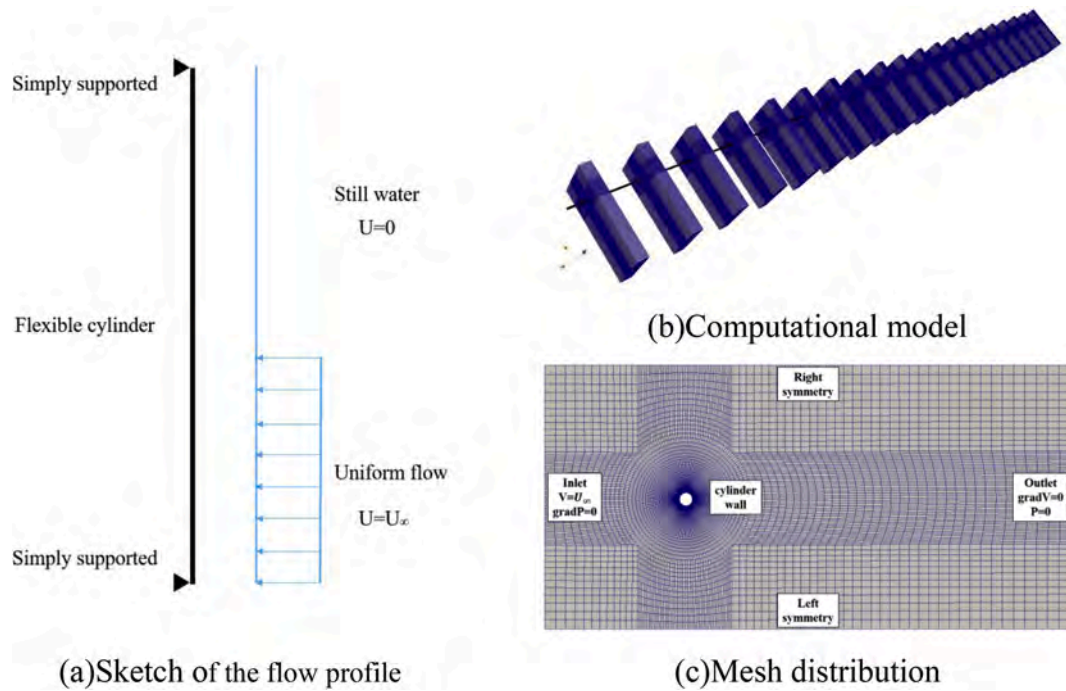 Simply supported
Still water
U=0
Flexible cylinder
Uniform flow
U=U∞
Simply supported
(a)Sketch of the flow profile
(b)Computational model
Right
symmetry
Inlet
V=U∞
gradP=0
cylinder
wall
Outlet
gradV=0
P=0
Left
symmetry
(c)Mesh distribution